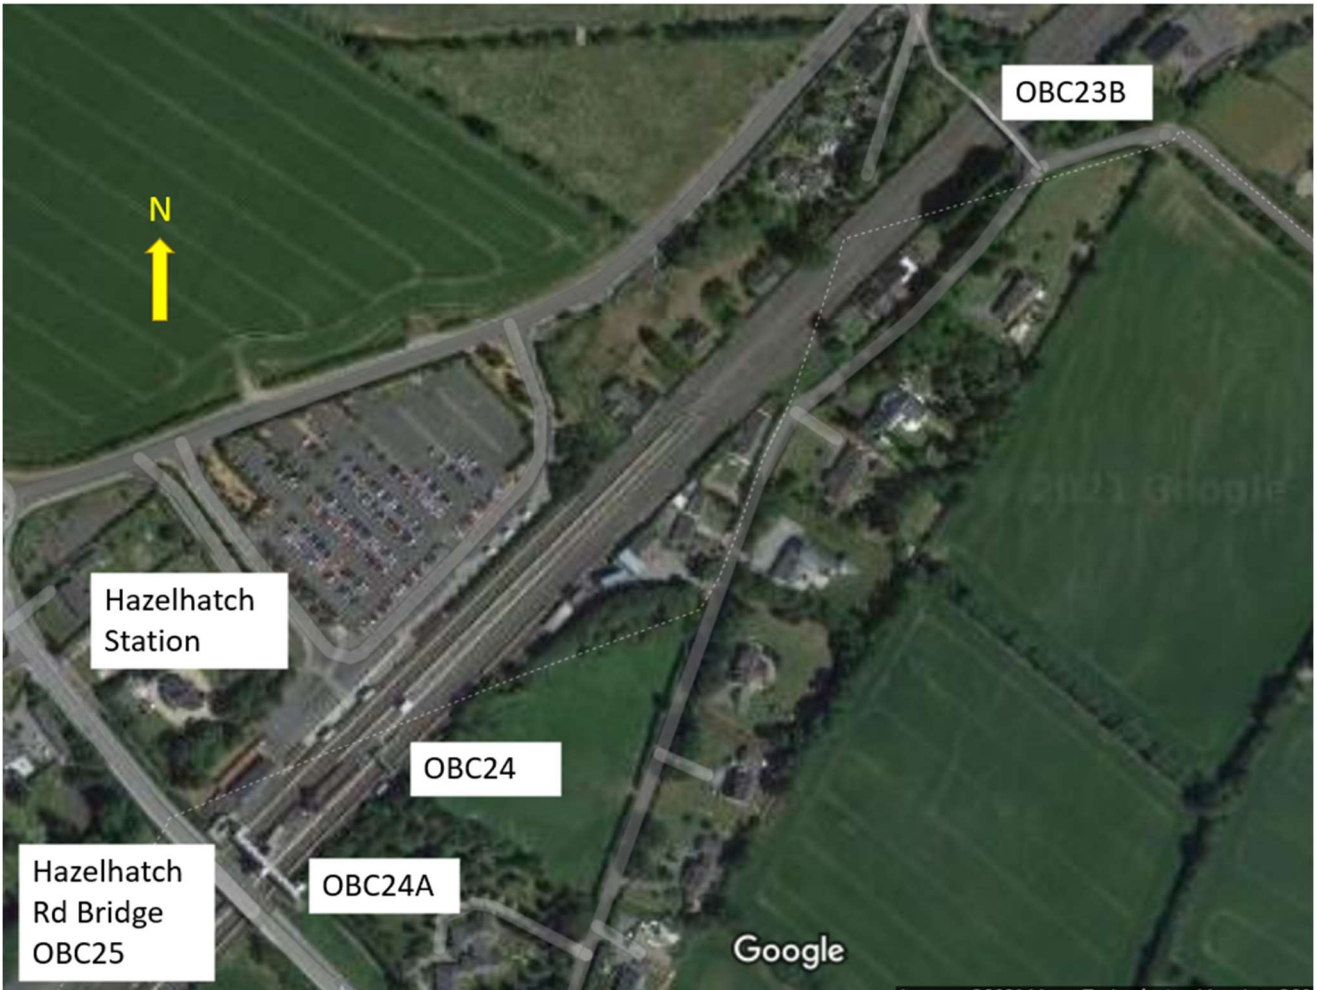 OBC23B
N
Hazelhatch
Station
OBC24
OBC24A
Hazelhatch
Rd Bridge
OBC25
Google